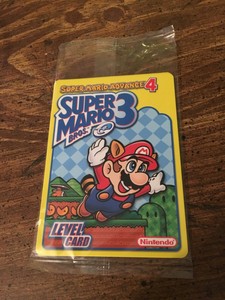 SUPER MARIO ADVANCE 4
SUPER
MARIO 3
BROS.
LEVEL
CARD
Nintendo